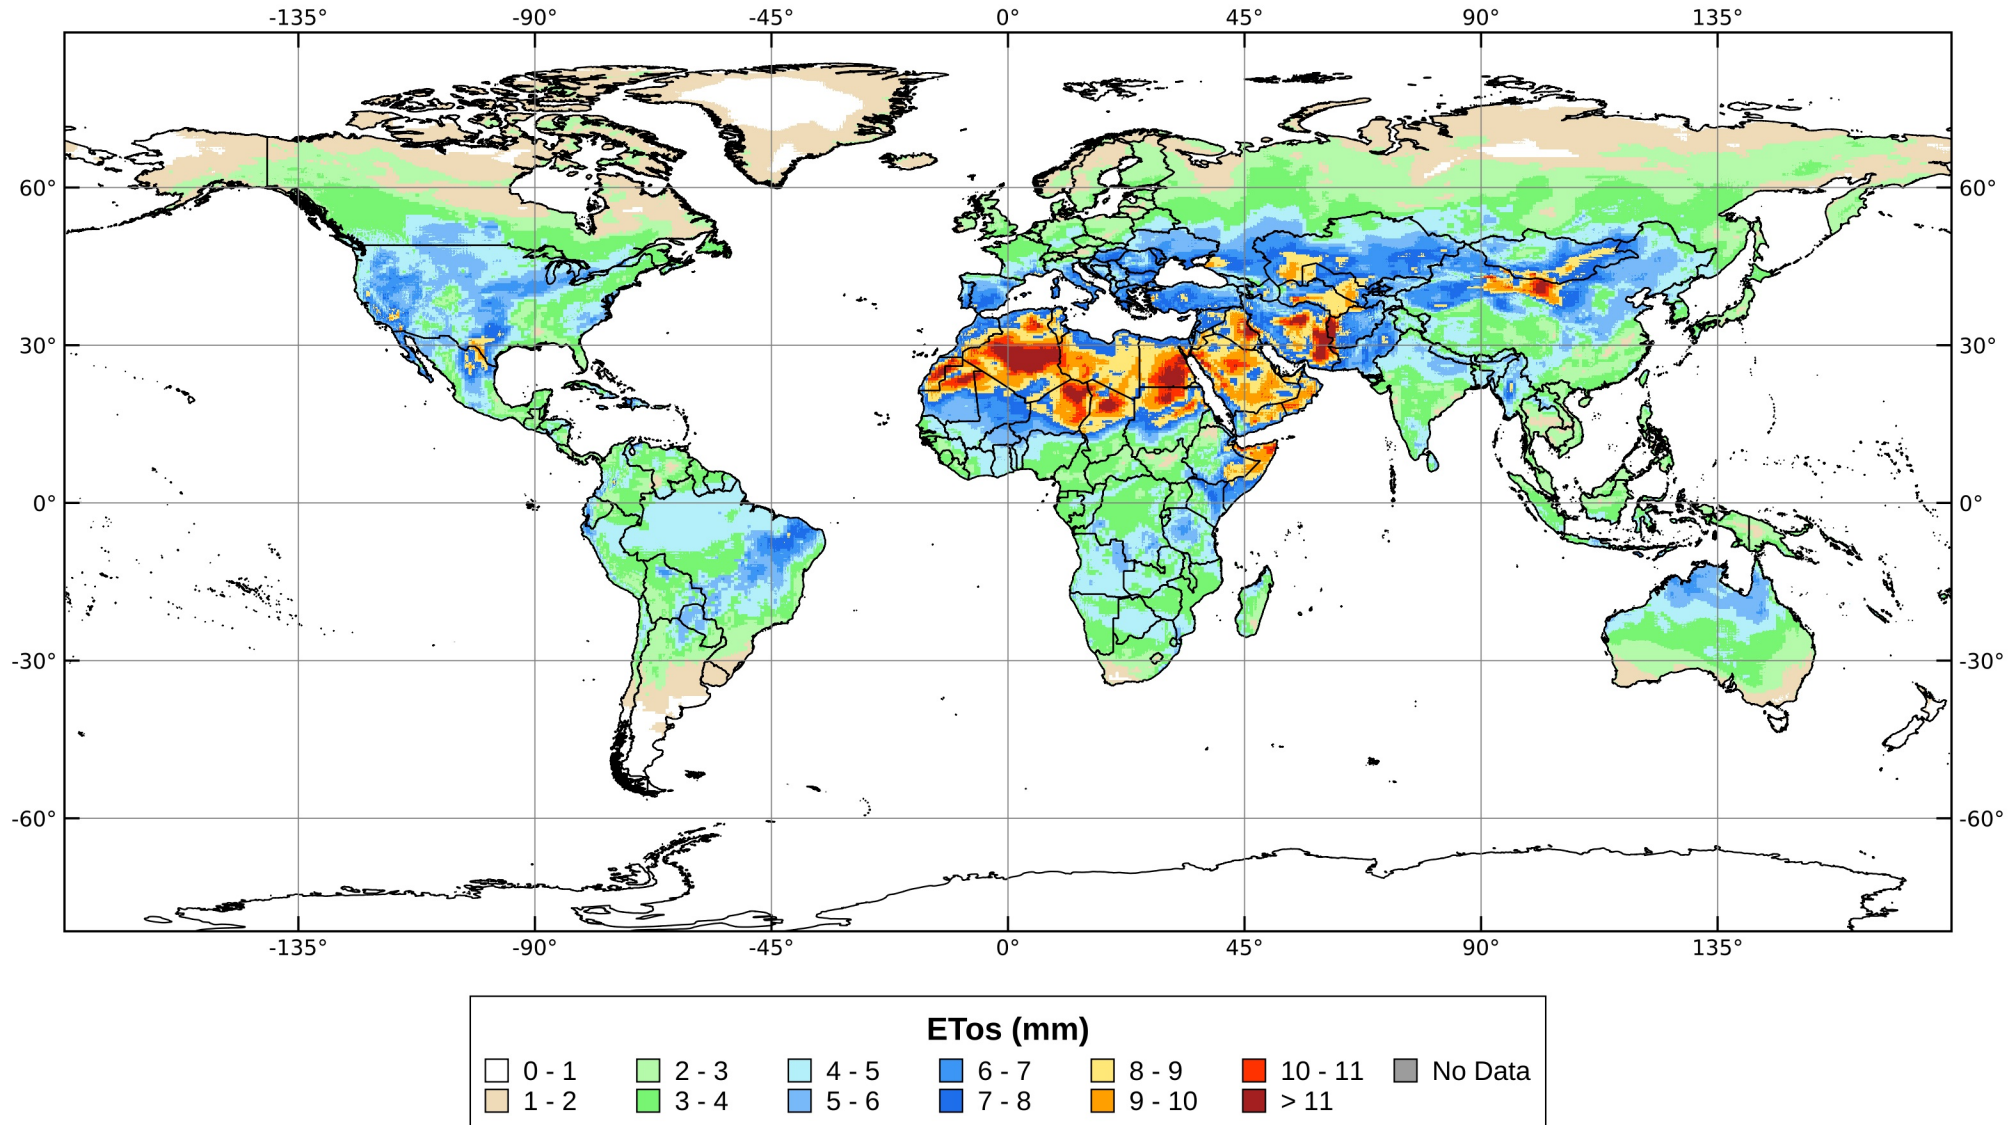 -135° -90° -45° 0° 45° 90° 135°
60° 60°
30° 30°
0° 0°
-30° -30°
-60° -60°
-135° -90° -45° 0° 45° 90° 135°
ETos (mm)
0 - 1 2 - 3 4 - 5 6 - 7 8 - 9 10 - 11 No Data
1 - 2 3 - 4 5 - 6 7 - 8 9 - 10 > 11